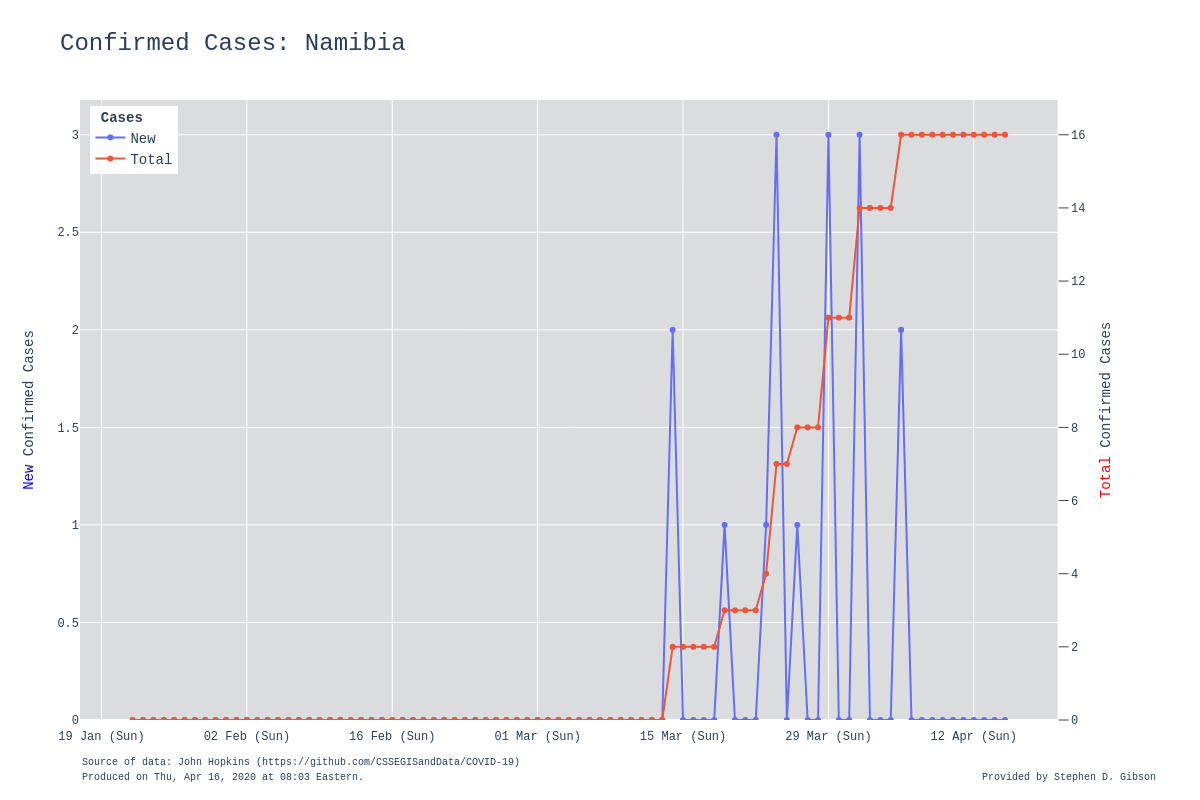 Confirmed Cases: Namibia
Cases
New
Total
3
2.5
2
1.5
1
0.5
0
New Confirmed Cases
16
14
12
10
8
6
4
2
0
Total Confirmed Cases
19 Jan (Sun)
02 Feb (Sun)
16 Feb (Sun)
01 Mar (Sun)
15 Mar (Sun)
29 Mar (Sun)
12 Apr (Sun)
Source of data: John Hopkins (https://github.com/CSSEGISandData/COVID-19)
Produced on Thu, Apr 16, 2020 at 08:03 Eastern.
Provided by Stephen D. Gibson